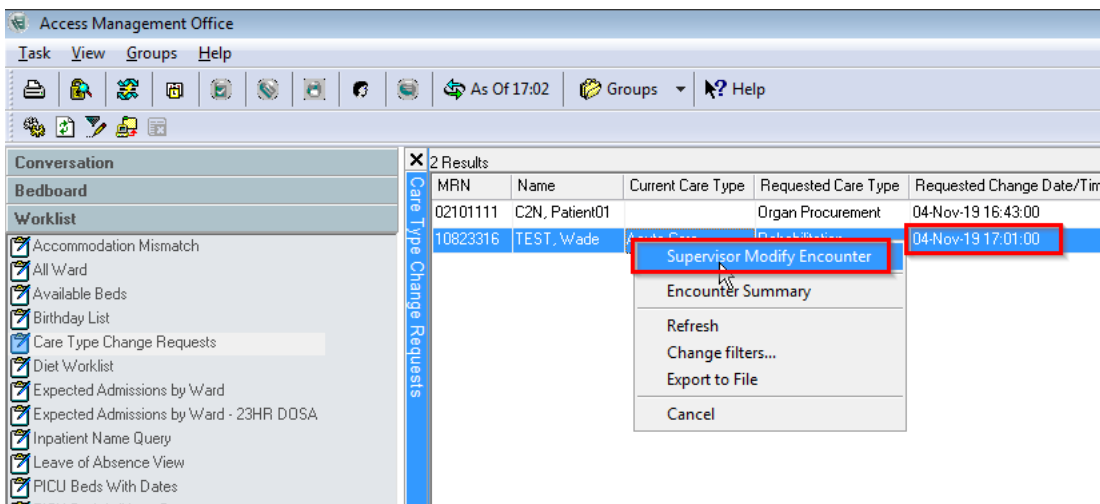 Access Management Office
Task View Groups Help
As Of 17:02 Groups Help
Conversation
Bedboard
Worklist
Accommodation Mismatch
All Ward
Available Beds
Birthday List
Care Type Change Requests
Diet Worklist
Expected Admissions by Ward
Expected Admissions by Ward - 23HR DOSA
Inpatient Name Query
Leave of Absence View
PICU Beds With Dates
Care Type Change Requests
2 Results
MRN Name Current Care Type Requested Care Type Requested Change Date/Tim
02101111 C2N, Patient01 Organ Procurement 04-Nov-19 16:43:00
10823316 TEST, Wade Acute Care Rehabilitation 04-Nov-19 17:01:00
Supervisor Modify Encounter
Encounter Summary
Refresh
Change filters...
Export to File
Cancel